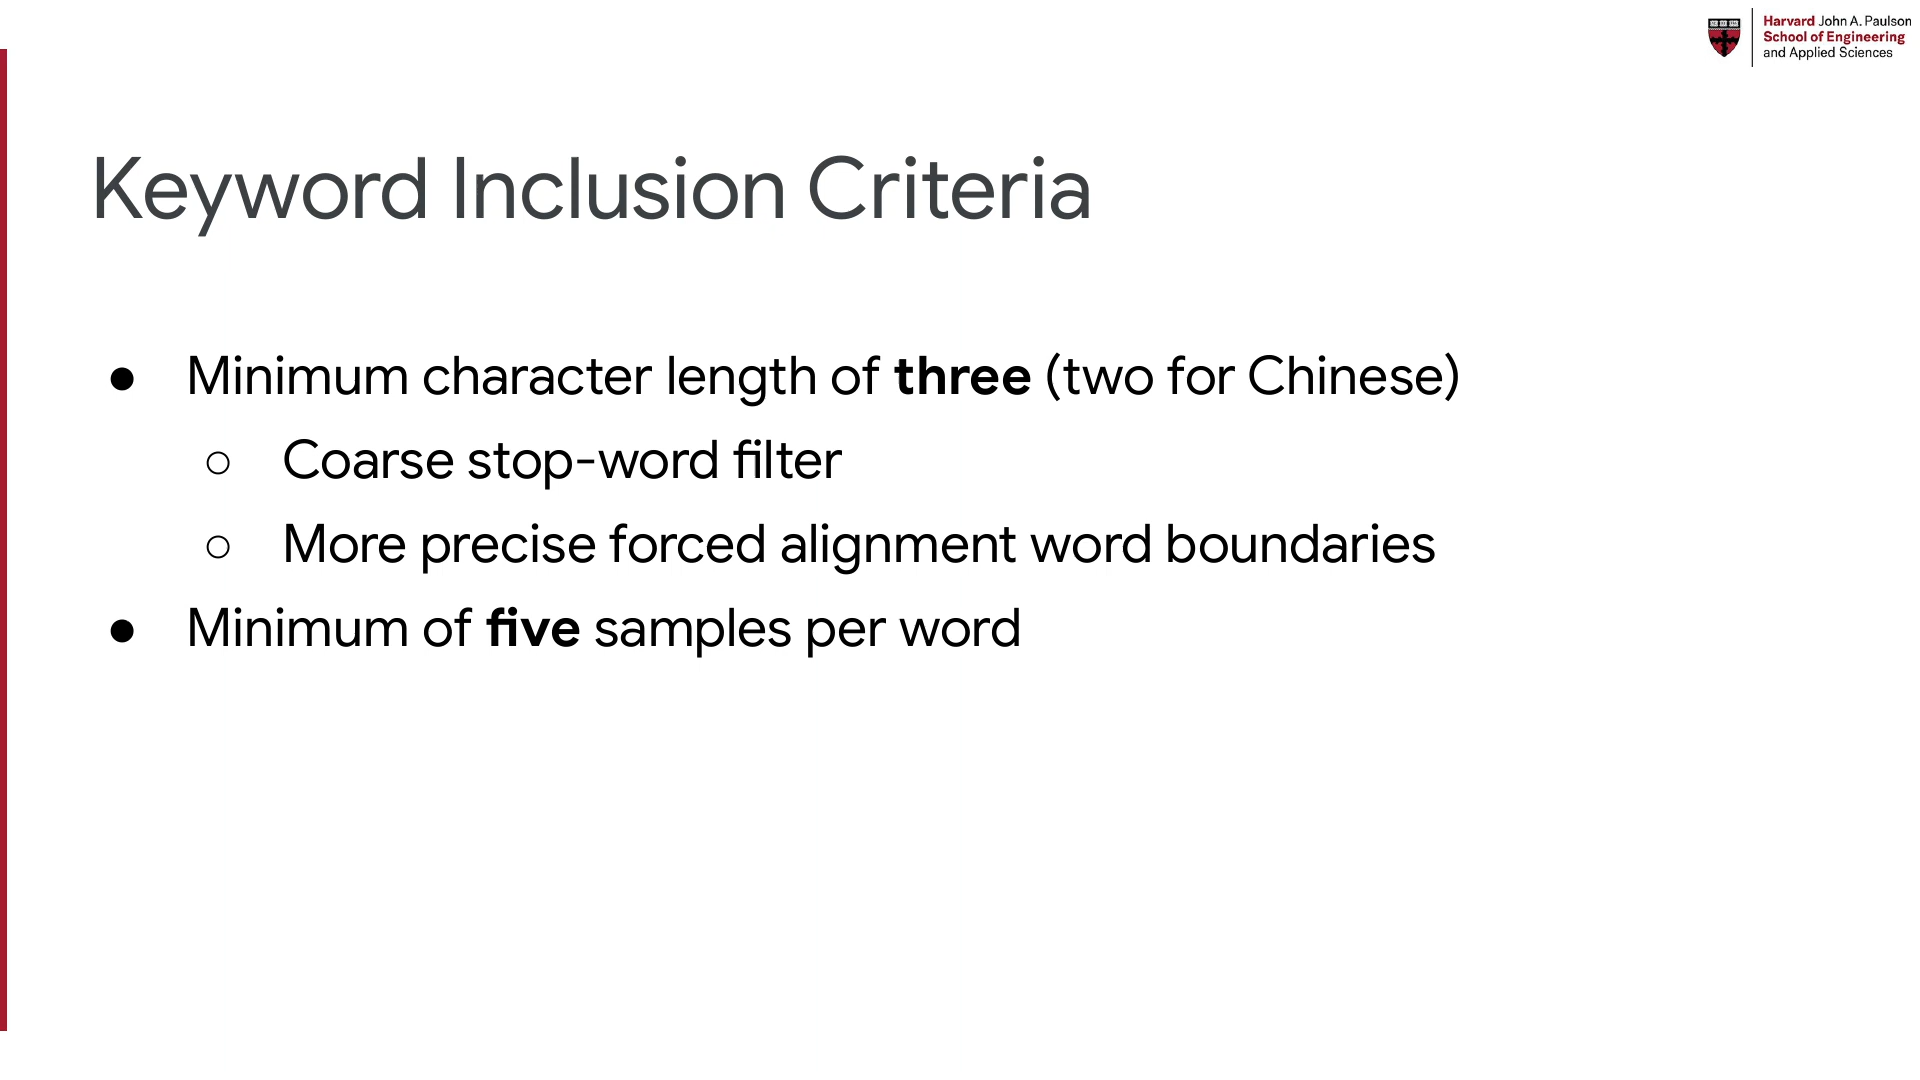 Harvard John A. Paulson
School of Engineering
and Applied Sciences
Keyword Inclusion Criteria
● Minimum character length of three (two for Chinese)
○ Coarse stop-word filter
○ More precise forced alignment word boundaries
● Minimum of five samples per word